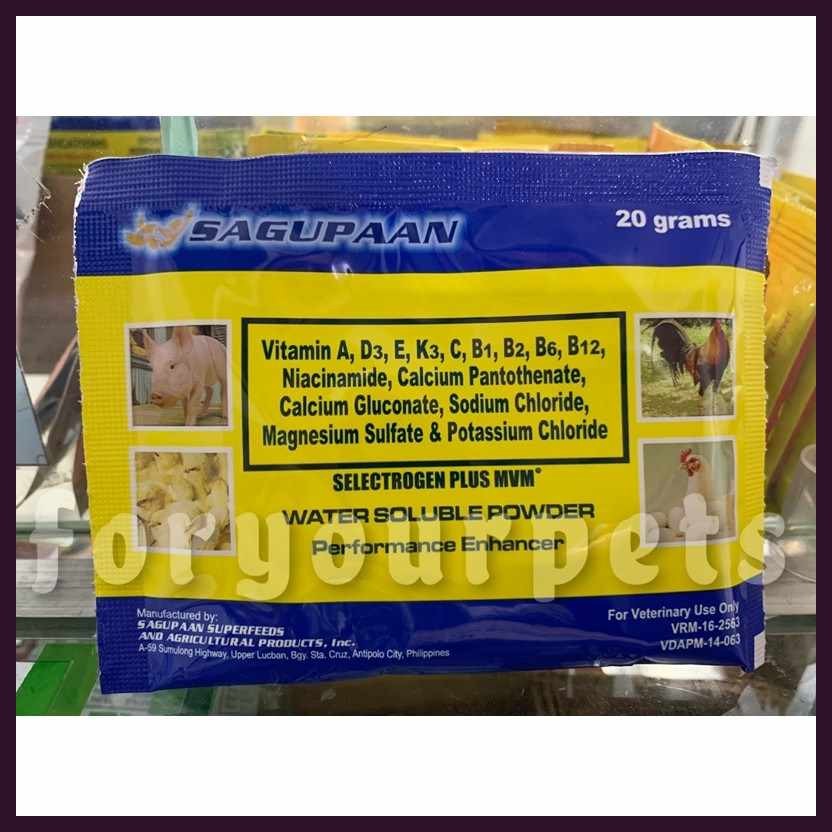 SAGUPAAN
20 grams
Vitamin A, D3, E, K3, C, B1, B2, B6, B12,
Niacinamide, Calcium Pantothenate,
Calcium Gluconate, Sodium Chloride,
Magnesium Sulfate & Potassium Chloride
SELECTROGEN PLUS MVM®
WATER SOLUBLE POWDER
foryourpets
Performance Enhancer
Manufactured by:
SAGUPAAN SUPERFEEDS
AND AGRICULTURAL PRODUCTS, Inc.
A-59 Sumulong Highway, Upper Lucban, Bgy. Sta. Cruz, Antipolo City, Philippines
For Veterinary Use Only
VRM-16-2563
VDAPM-14-063